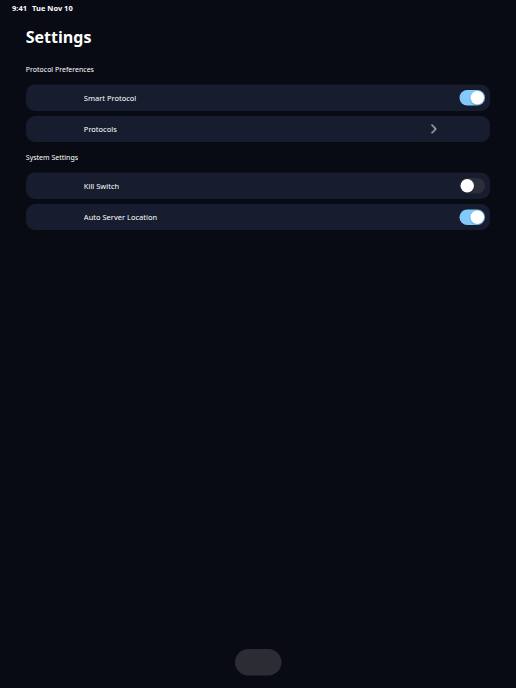 9:41 Tue Nov 10
Settings
Protocol Preferences
Smart Protocol
Protocols
System Settings
Kill Switch
Auto Server Location